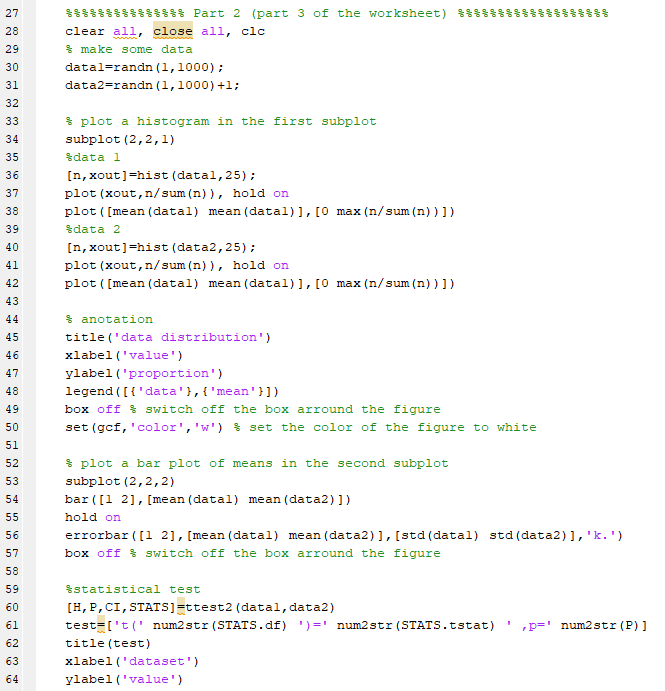 27 %%%%%%%%%%%%%%% Part 2 (part 3 of the worksheet) %%%%%%%%%%%%%%%%%%%
28 clear all, close all, clc
29 % make some data
30 data1=randn(1,1000);
31 data2=randn(1,1000)+1;
32
33 % plot a histogram in the first subplot
34 subplot(2,2,1)
35 %data 1
36 [n,xout]=hist(data1,25);
37 plot(xout,n/sum(n)), hold on
38 plot([mean(data1) mean(data1)],[0 max(n/sum(n))])
39 %data 2
40 [n,xout]=hist(data2,25);
41 plot(xout,n/sum(n)), hold on
42 plot([mean(data1) mean(data1)],[0 max(n/sum(n))])
43
44 % anotation
45 title('data distribution')
46 xlabel('value')
47 ylabel('proportion')
48 legend([{'data'},{'mean'}])
49 box off % switch off the box arround the figure
50 set(gcf,'color','w') % set the color of the figure to white
51
52 % plot a bar plot of means in the second subplot
53 subplot(2,2,2)
54 bar([1 2],[mean(data1) mean(data2)])
55 hold on
56 errorbar([1 2],[mean(data1) mean(data2)],[std(data1) std(data2)],'k.')
57 box off % switch off the box arround the figure
58
59 %statistical test
60 [H,P,CI,STATS]=ttest2(data1,data2)
61 test=['t(' num2str(STATS.df) ')=' num2str(STATS.tstat) ' ,p=' num2str(P)]
62 title(test)
63 xlabel('dataset')
64 ylabel('value')